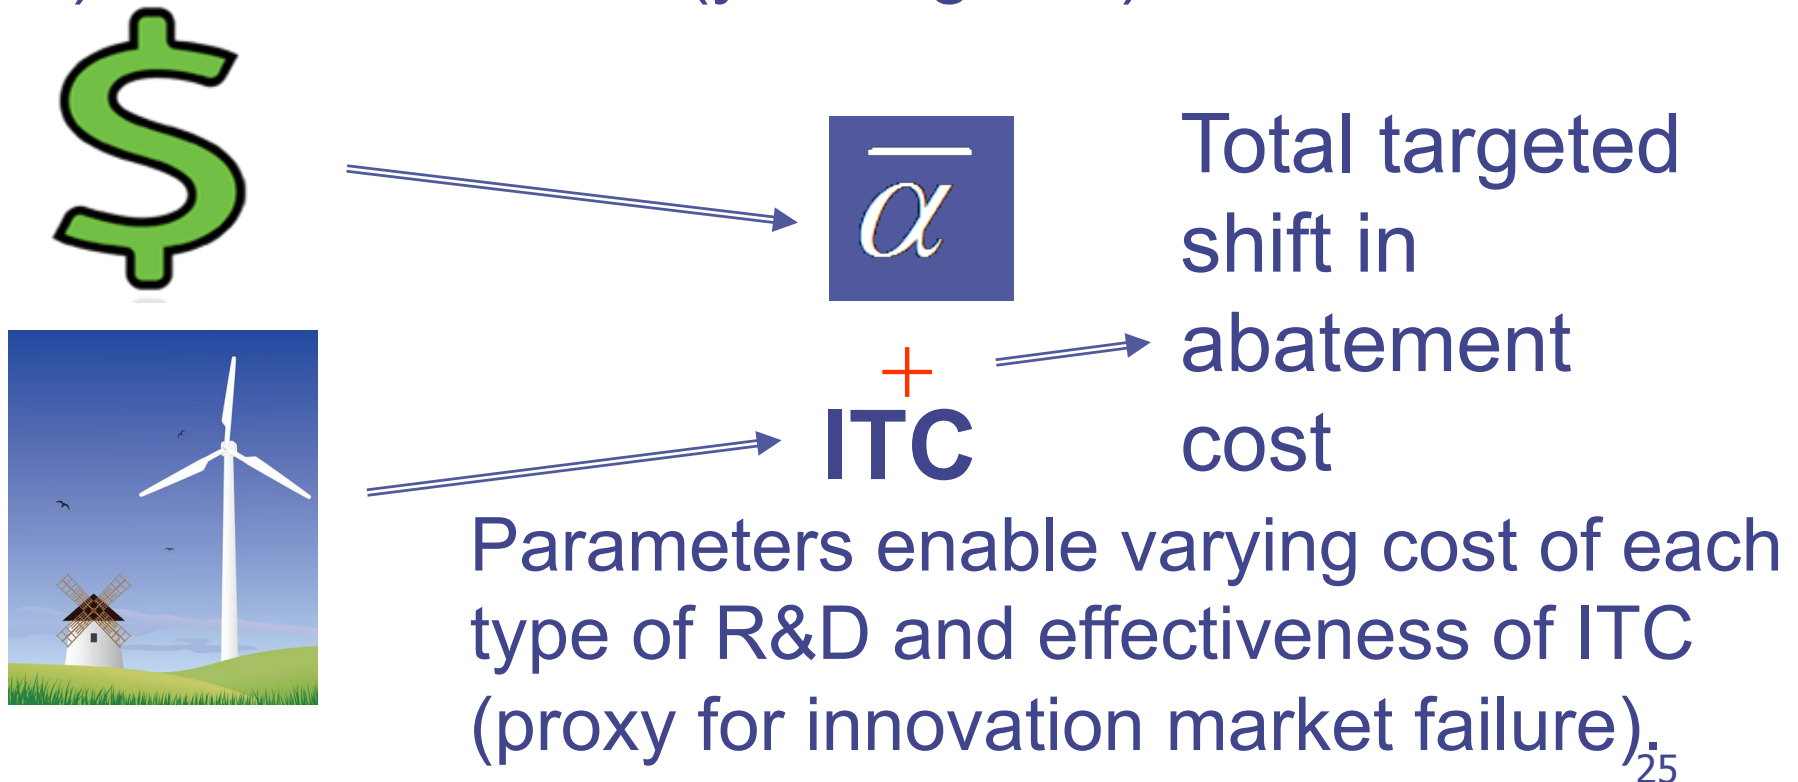 Total targeted
shift in
abatement
cost
α̅
+
ITC
Parameters enable varying cost of each
type of R&D and effectiveness of ITC
(proxy for innovation market failure).
25